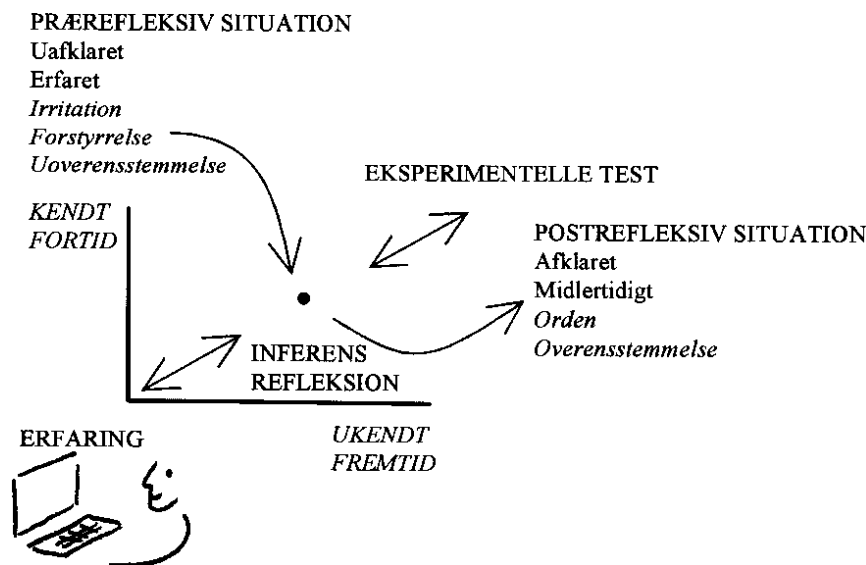 PRÆREFLEKSIV SITUATION
Uafklaret
Erfaret
Irritation
Forstyrrelse
Uoverensstemmelse
EKSPERIMENTELLE TEST
KENDT
FORTID
POSTREFLEKSIV SITUATION
Afklaret
Midlertidigt
Orden
Overensstemmelse
INFERENS
REFLEKSION
ERFARING
UKENDT
FREMTID